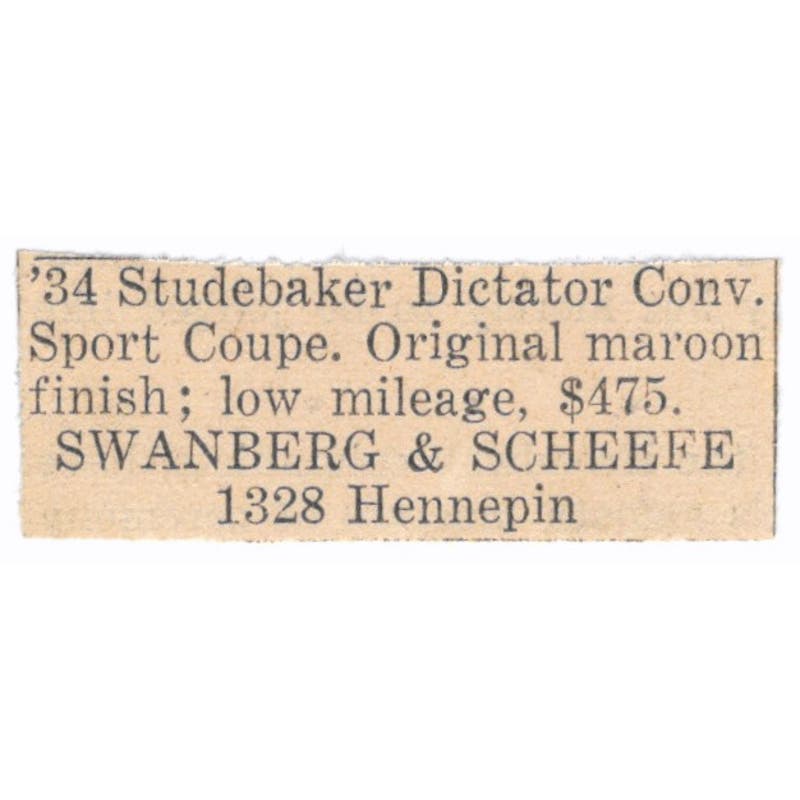 ’34 Studebaker Dictator Conv.
Sport Coupe. Original maroon
finish; low mileage, $475.
SWANBERG & SCHEEFE
1328 Hennepin